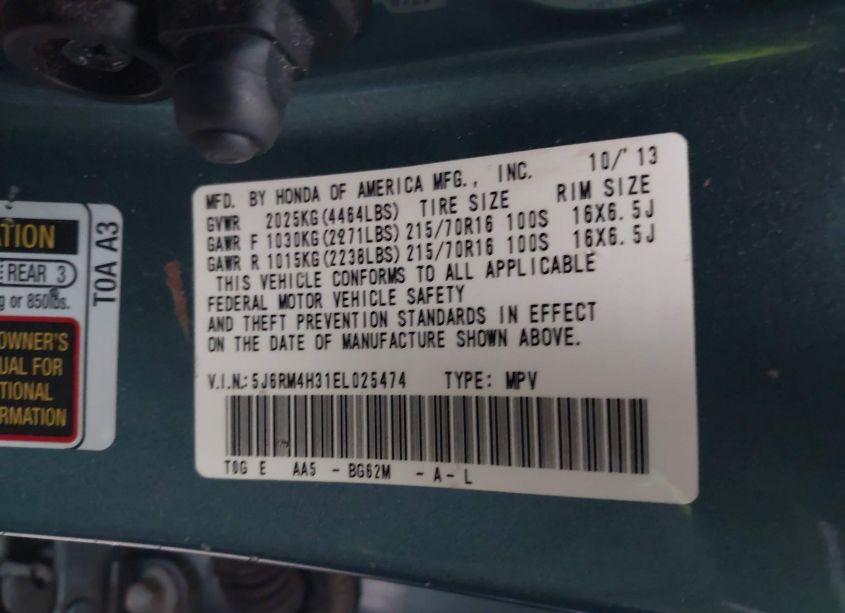 MFD. BY HONDA OF AMERICA MFG., INC. 10/'13
GVWR 2025KG(4464LBS) TIRE SIZE RIM SIZE
GAWR F 1030KG(2271LBS) 215/70R16 100S 16X6.5J
GAWR R 1015KG(2238LBS) 215/70R16 100S 16X6.5J
THIS VEHICLE CONFORMS TO ALL APPLICABLE
FEDERAL MOTOR VEHICLE SAFETY
AND THEFT PREVENTION STANDARDS IN EFFECT
ON THE DATE OF MANUFACTURE SHOWN ABOVE.
V.I.N.: 5J6RM4H31EL025474 TYPE: MPV
T0G E AA5 - BG62M - A - L
TION
REAR 3
g or 850lbs.
OWNER'S
UAL FOR
TIONAL
RMATION
T0A A3